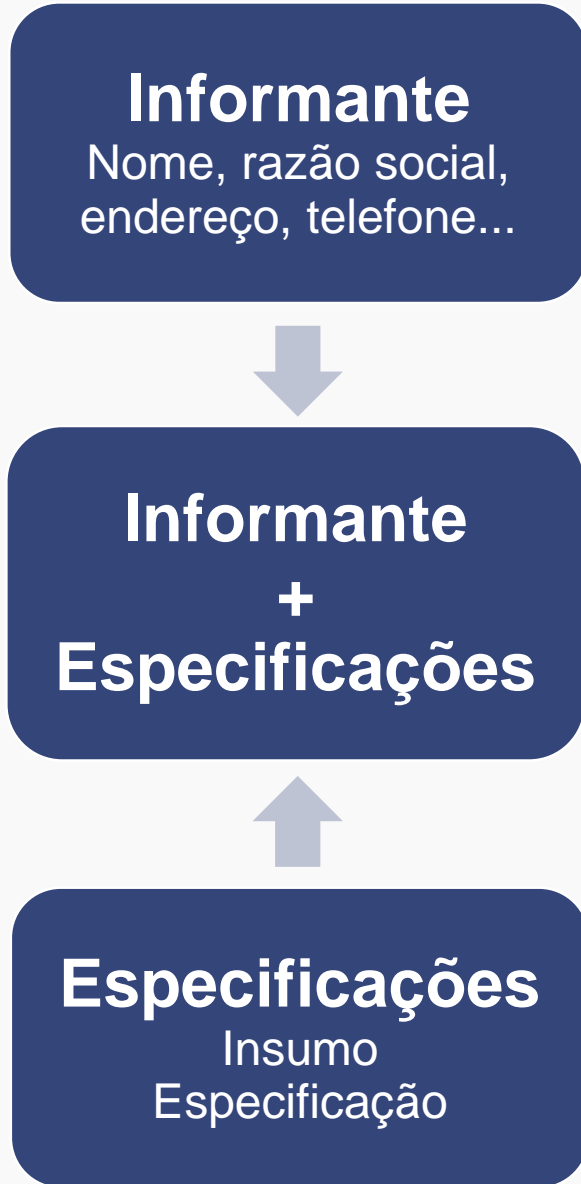 Informante
Nome, razão social,
endereço, telefone...
Informante
+
Especificações
Especificações
Insumo
Especificação